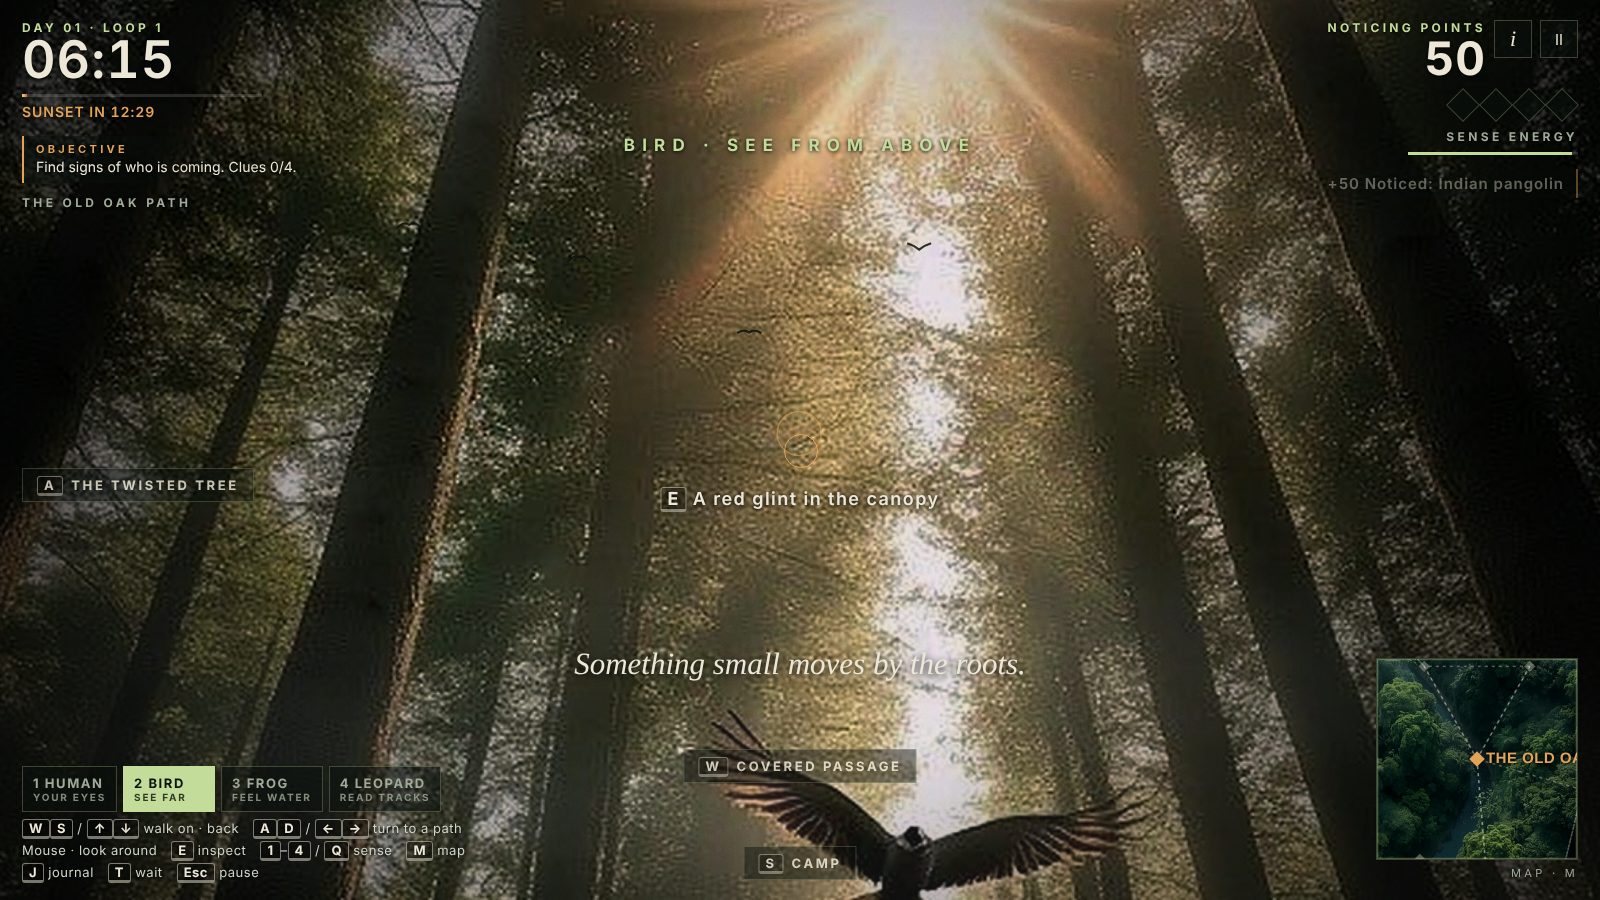 DAY 01 · LOOP 1
06:15
SUNSET IN 12:29
OBJECTIVE
Find signs of who is coming. Clues 0/4.
THE OLD OAK PATH
NOTICING POINTS
50
i
II
SENSE ENERGY
+50 Noticed: Indian pangolin
BIRD · SEE FROM ABOVE
A THE TWISTED TREE
E A red glint in the canopy
Something small moves by the roots.
W COVERED PASSAGE
S CAMP
1 HUMAN
YOUR EYES
2 BIRD
SEE FAR
3 FROG
FEEL WATER
4 LEOPARD
READ TRACKS
W S / ↑ ↓ walk on · back A D / ← → turn to a path
Mouse · look around E inspect 1–4 / Q sense M map
J journal T wait Esc pause
THE OLD OA
MAP · M